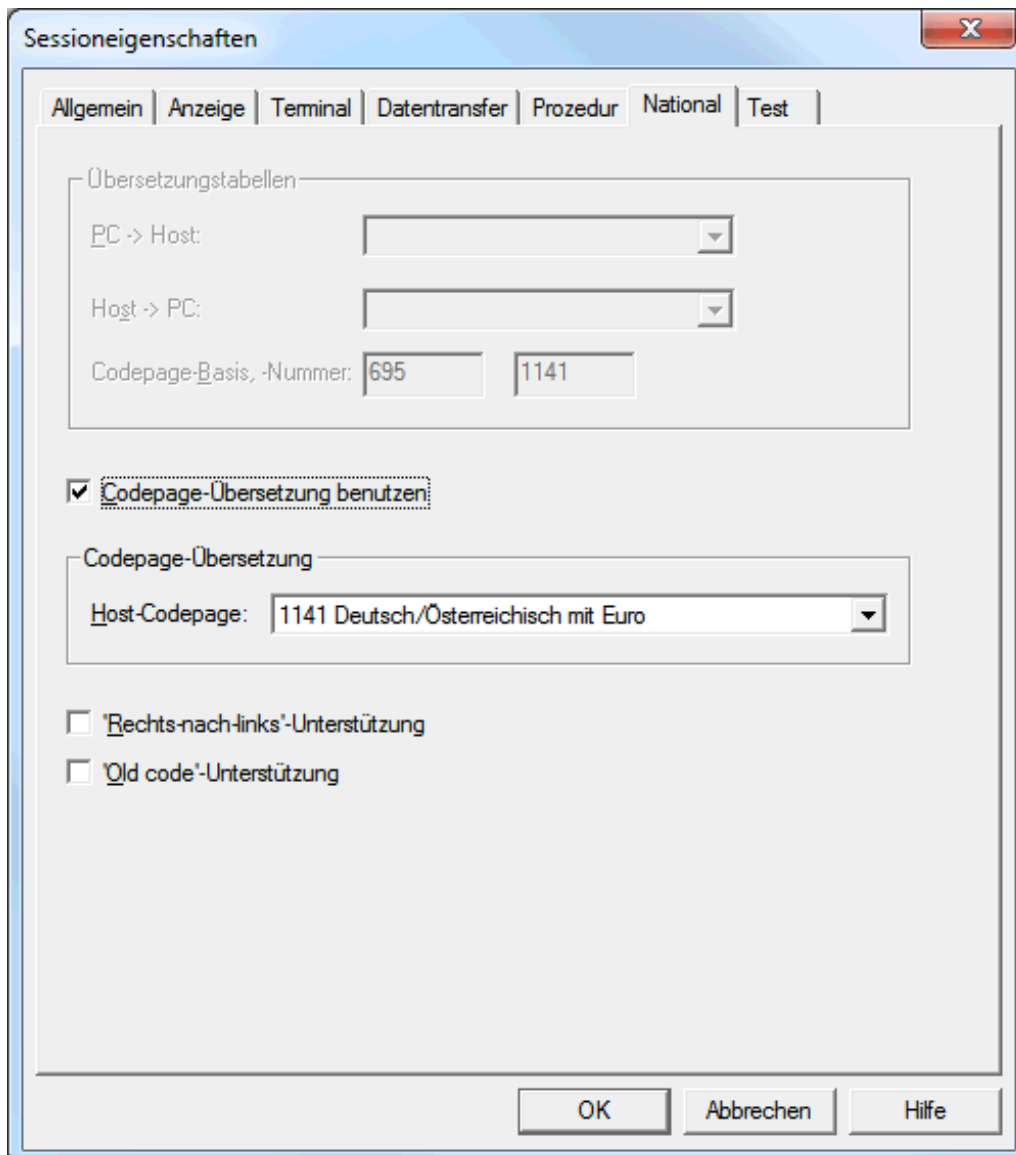 Sessioneigenschaften
Allgemein Anzeige Terminal Datentransfer Prozedur National Test
Übersetzungstabellen
PC -> Host:
Host -> PC:
Codepage-Basis, -Nummer: 695 1141
Codepage-Übersetzung benutzen
Codepage-Übersetzung
Host-Codepage: 1141 Deutsch/Österreichisch mit Euro
"Rechts-nach-links"-Unterstützung
"Old code"-Unterstützung
OK Abbrechen Hilfe